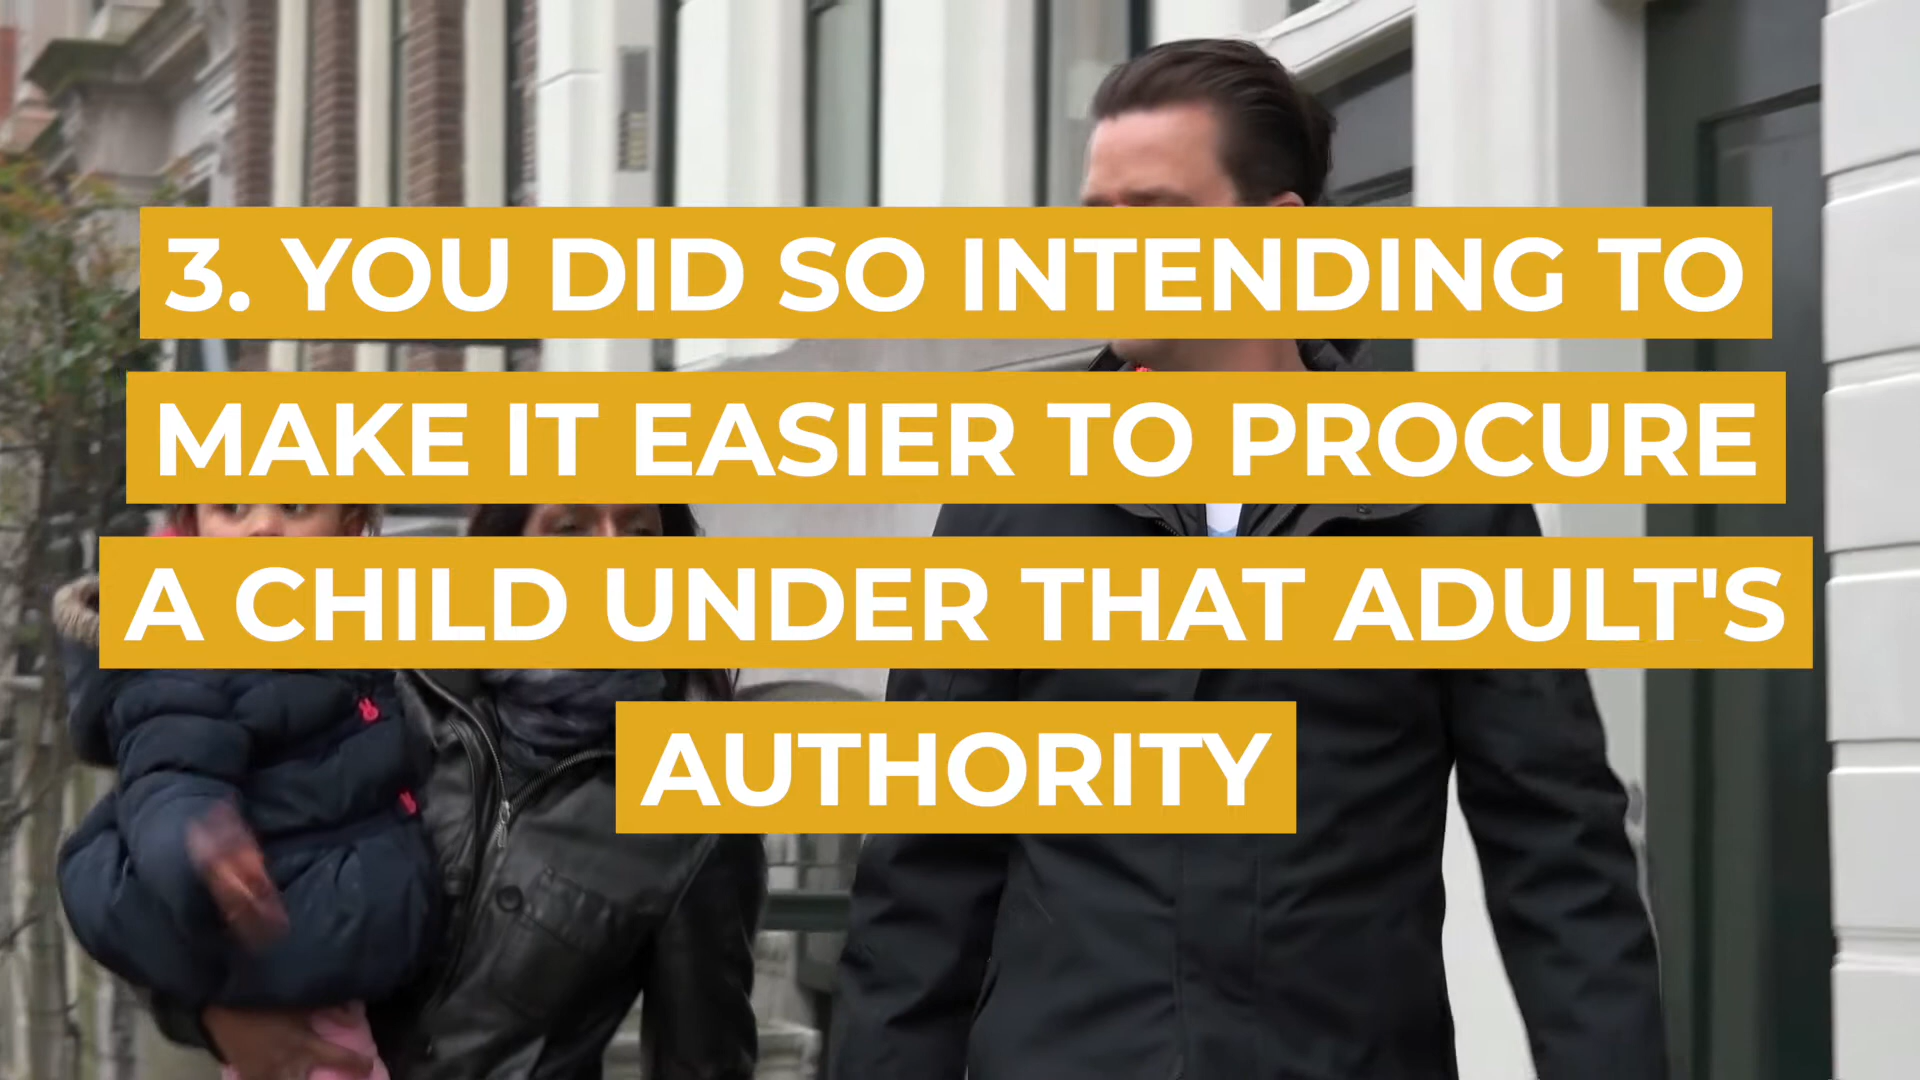 3. YOU DID SO INTENDING TO
MAKE IT EASIER TO PROCURE
A CHILD UNDER THAT ADULT'S
AUTHORITY